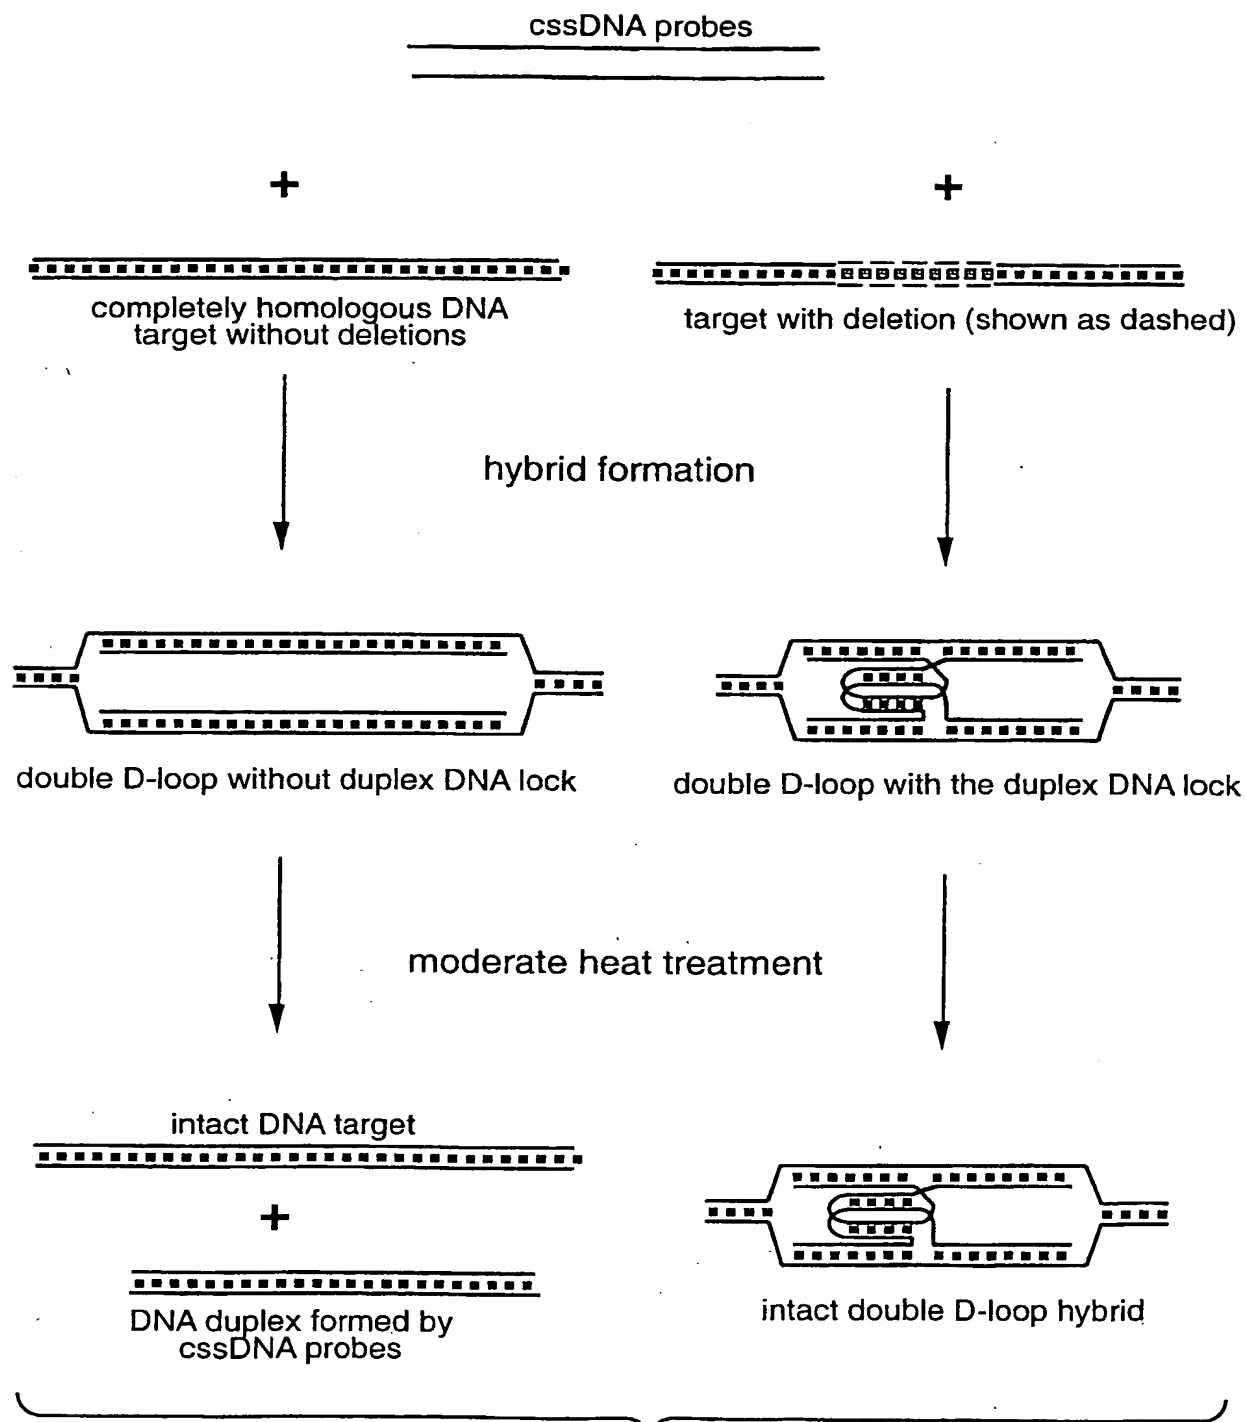 cssDNA probes
+
+
completely homologous DNA
target without deletions
target with deletion (shown as dashed)
hybrid formation
double D-loop without duplex DNA lock
double D-loop with the duplex DNA lock
moderate heat treatment
intact DNA target
+
DNA duplex formed by
cssDNA probes
intact double D-loop hybrid